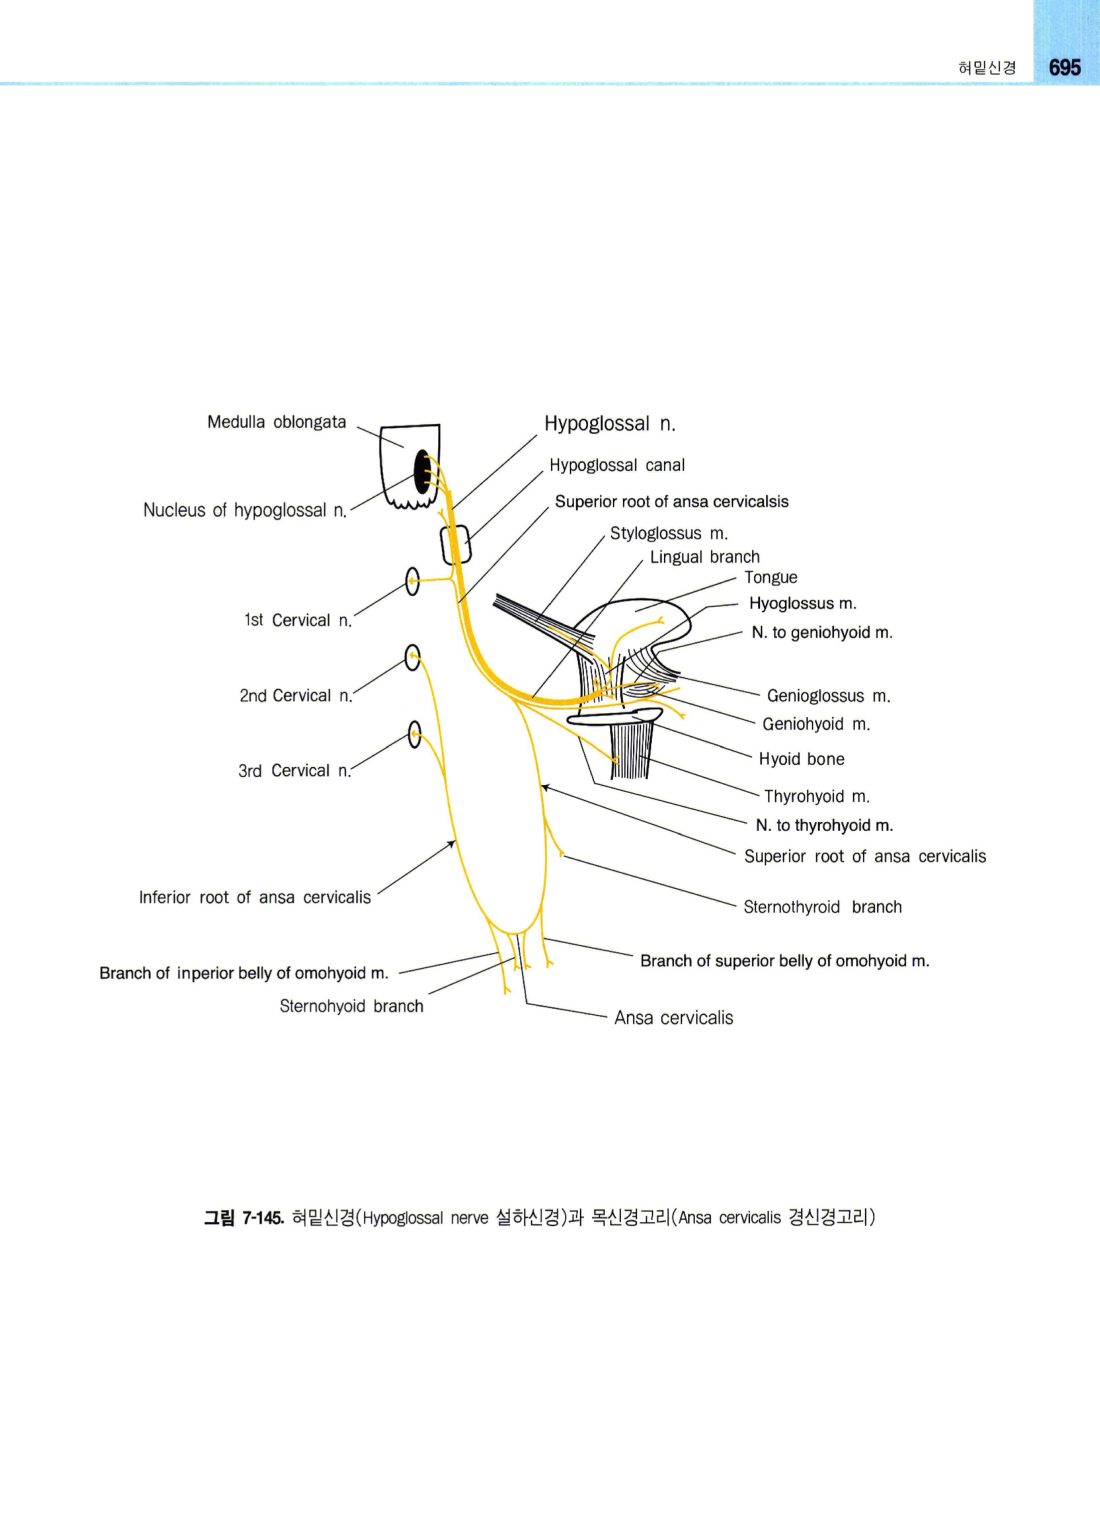 혀밑신경 695
Medulla oblongata
Hypoglossal n.
Hypoglossal canal
Nucleus of hypoglossal n.
Superior root of ansa cervicalsis
Styloglossus m.
Lingual branch
Tongue
Hyoglossus m.
1st Cervical n.
N. to geniohyoid m.
2nd Cervical n.
Genioglossus m.
Geniohyoid m.
Hyoid bone
3rd Cervical n.
Thyrohyoid m.
N. to thyrohyoid m.
Superior root of ansa cervicalis
Inferior root of ansa cervicalis
Sternothyroid branch
Branch of superior belly of omohyoid m.
Branch of inperior belly of omohyoid m.
Sternohyoid branch
Ansa cervicalis
그림 7-145. 혀밑신경(Hypoglossal nerve 설하신경)과 목신경고리(Ansa cervicalis 경신경고리)